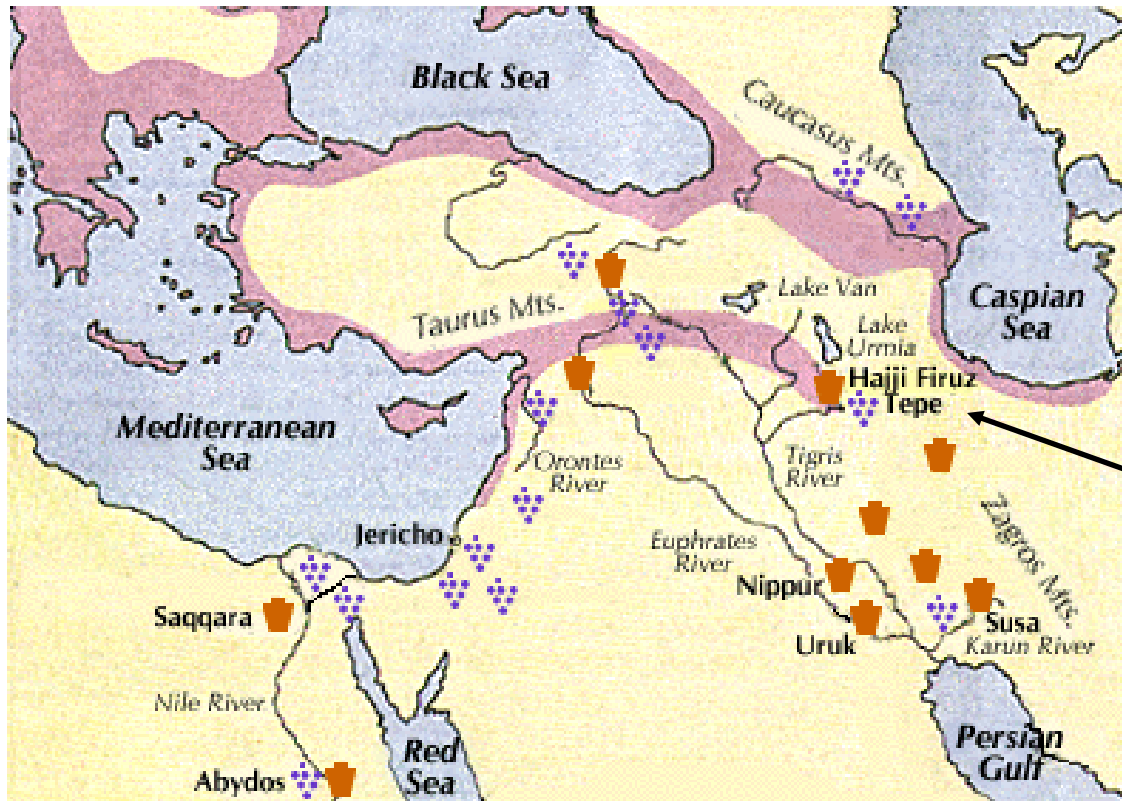 Black Sea
Caucasus Mts.
Caspian
Sea
Lake Van
Taurus Mts.
Lake
Urmia
Hajji Firuz
Tepe
Mediterranean
Sea
Orontes
River
Tigris
River
Zagros Mts.
Jericho
Euphrates
River
Nippur
Saqqara
Susa
Uruk
Karun River
Nile River
Red
Sea
Persian
Gulf
Abydos